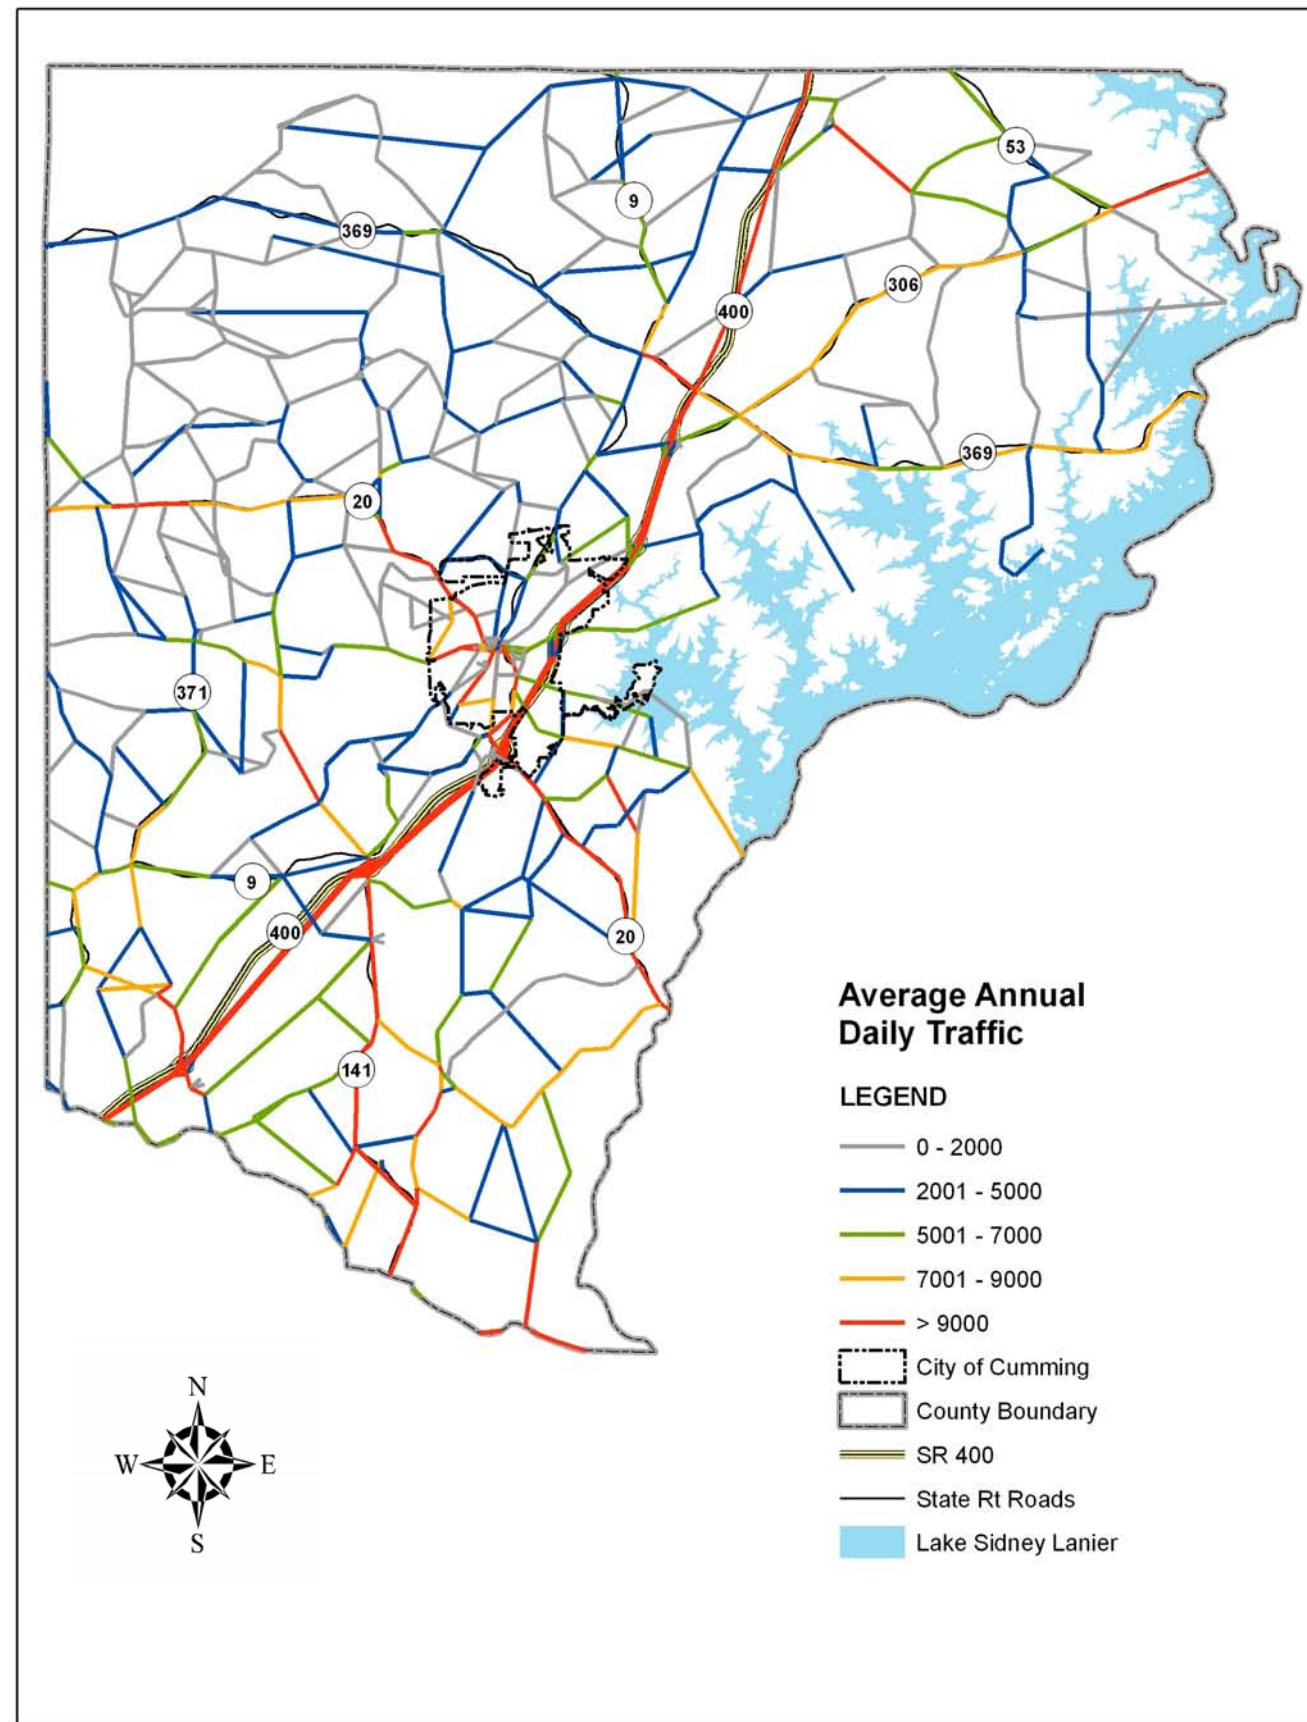 53
9
369
306
400
369
20
371
9
400
20
141
Average Annual
Daily Traffic
LEGEND
0 - 2000
2001 - 5000
5001 - 7000
7001 - 9000
> 9000
City of Cumming
County Boundary
SR 400
State Rt Roads
Lake Sidney Lanier
N
W
E
S